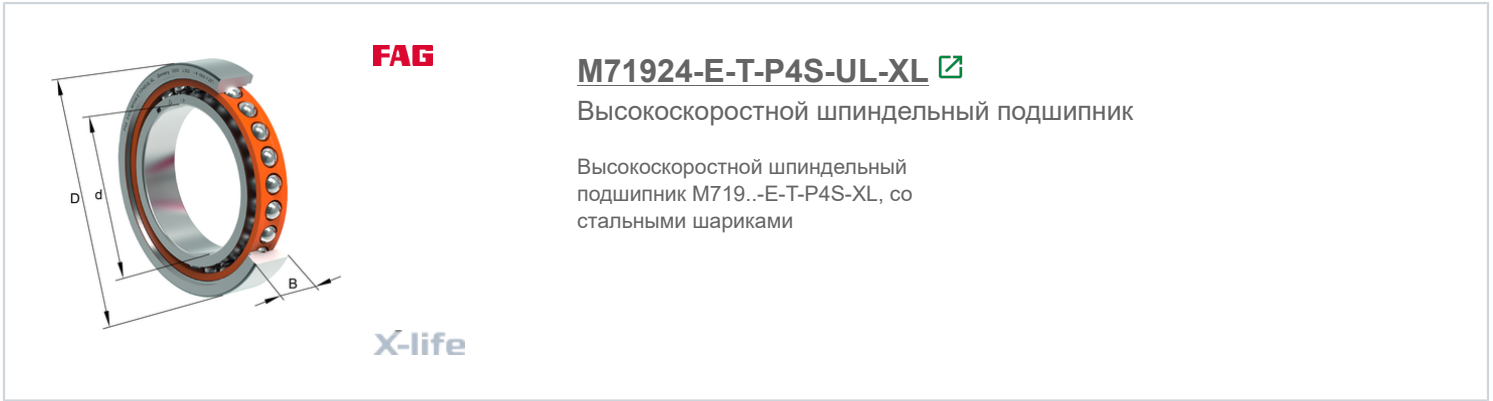 FAG
M71924-E-T-P4S-UL-XL
Высокоскоростной шпиндельный подшипник
Высокоскоростной шпиндельный
подшипник M719..-E-T-P4S-XL, со
стальными шариками
D
d
B
X-life